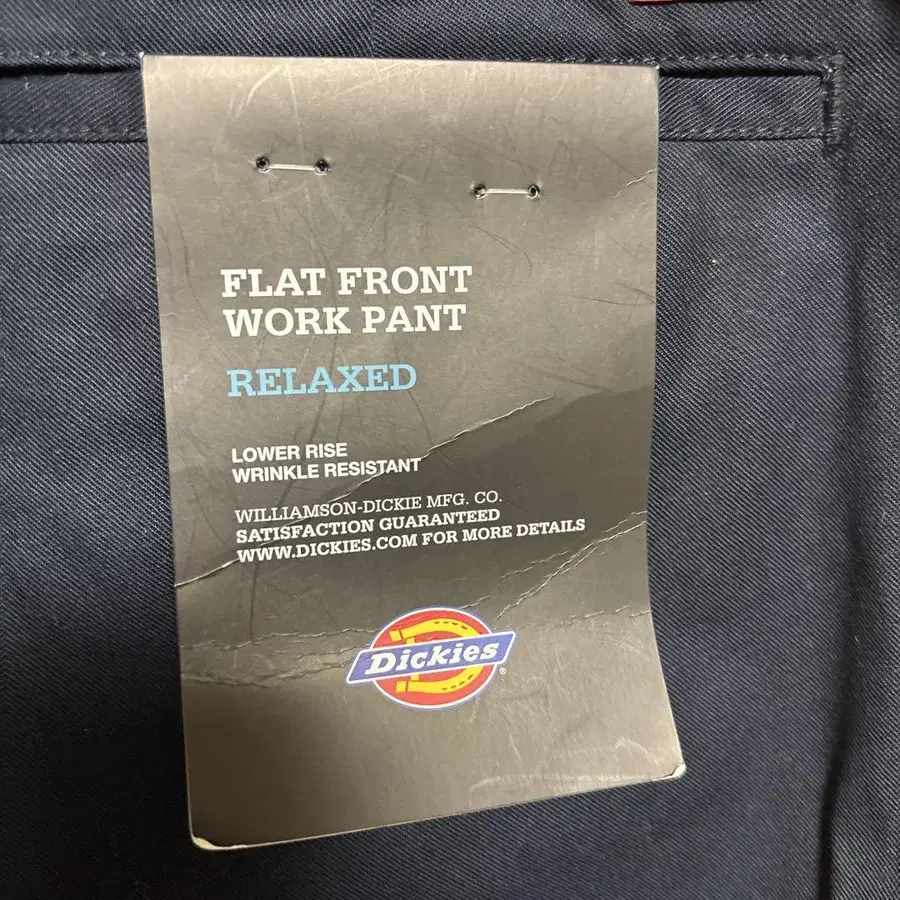 FLAT FRONT
WORK PANT
RELAXED
LOWER RISE
WRINKLE RESISTANT
WILLIAMSON-DICKIE MFG. CO.
SATISFACTION GUARANTEED
WWW.DICKIES.COM FOR MORE DETAILS
Dickies®